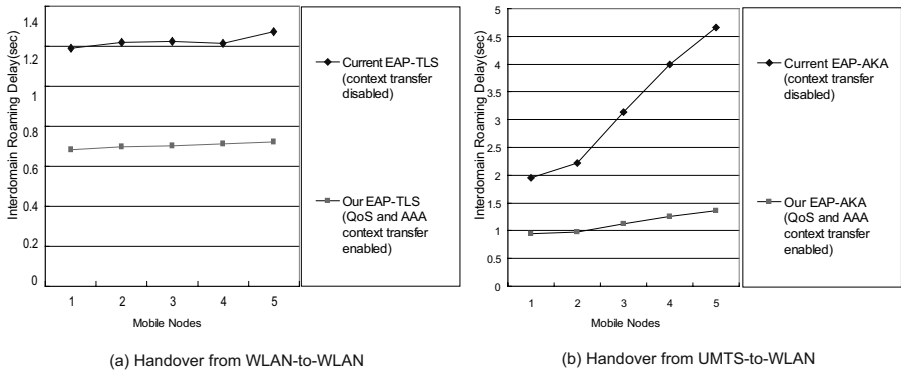 Interdomain Roaming Delay(sec)
1.4
1.2
1
0.8
0.6
0.4
0.2
0
1 2 3 4 5
Mobile Nodes
Current EAP-TLS
(context transfer
disabled)
Our EAP-TLS
(QoS and AAA
context transfer
enabled)
(a) Handover from WLAN-to-WLAN
Interdomain Roaming Delay(sec)
5
4.5
4
3.5
3
2
1.5
1
0.5
0
1 2 3 4 5
Mobile Nodes
Current EAP-AKA
(context transfer
disabled)
Our EAP-AKA
(QoS and AAA
context transfer
enabled)
(b) Handover from UMTS-to-WLAN